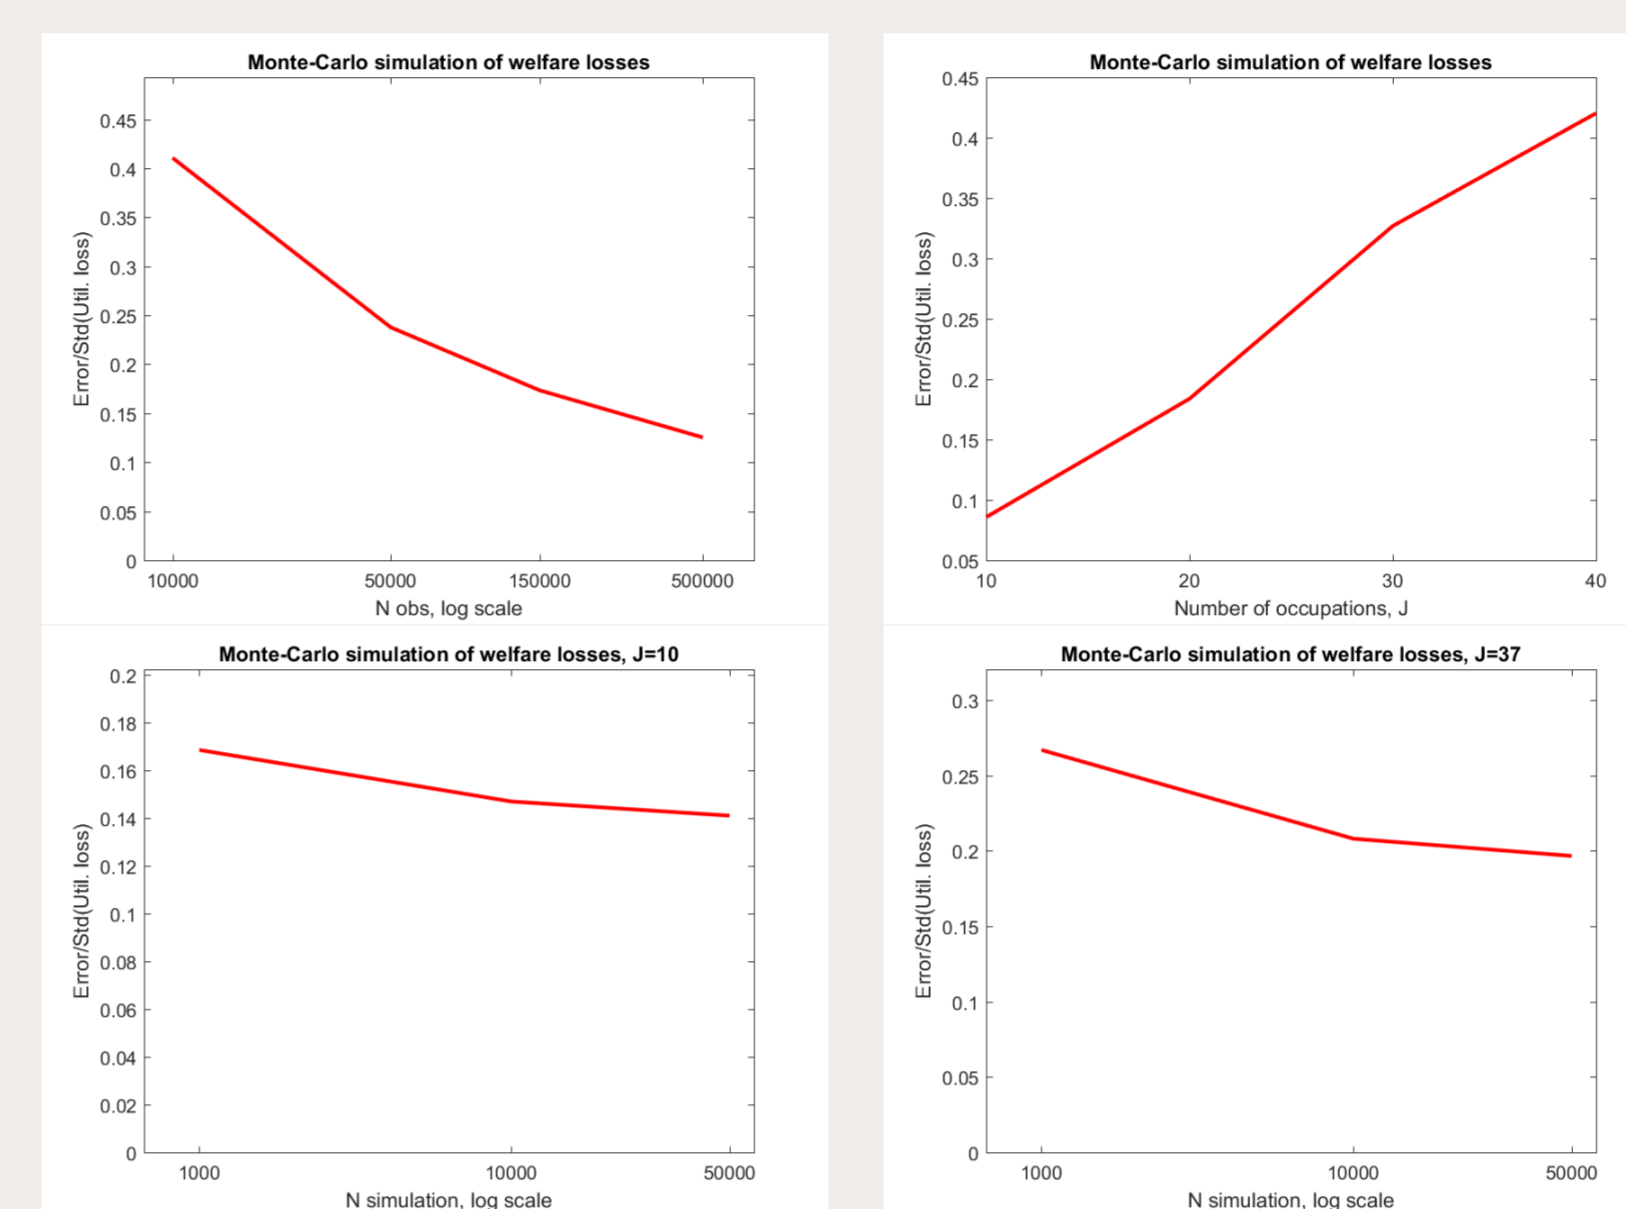 Monte-Carlo simulation of welfare losses
0.45
0.4
0.35
0.3
0.25
0.2
0.15
0.1
0.05
0
Error/Std(Util. loss)
10000 50000 150000 500000
N obs, log scale
Monte-Carlo simulation of welfare losses
0.45
0.4
0.35
0.3
0.25
0.2
0.15
0.1
0.05
Error/Std(Util. loss)
10 20 30 40
Number of occupations, J
Monte-Carlo simulation of welfare losses, J=10
0.2
0.18
0.16
0.14
0.12
0.1
0.08
0.06
0.04
0.02
0
Error/Std(Util. loss)
1000 10000 50000
N simulation, log scale
Monte-Carlo simulation of welfare losses, J=37
0.3
0.25
0.2
0.15
0.1
0.05
0
Error/Std(Util. loss)
1000 10000 50000
N simulation, log scale